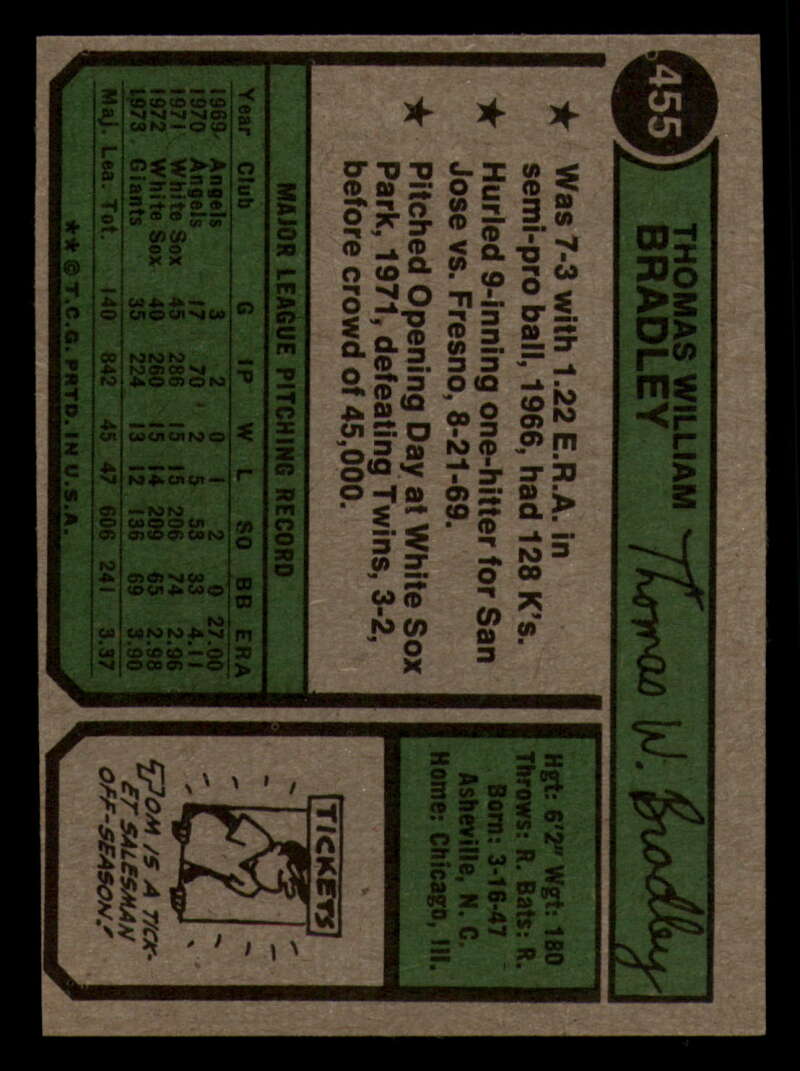 455
THOMAS WILLIAM
BRADLEY
Thomas W. Bradley
★ Was 7-3 with 1.22 E.R.A. in
semi-pro ball, 1966, had 128 K's.
★ Hurled 9-inning one-hitter for San
Jose vs. Fresno, 8-21-69.
★ Pitched Opening Day at White Sox
Park, 1971, defeating Twins, 3-2,
before crowd of 45,000.
MAJOR LEAGUE PITCHING RECORD
Year Club G IP W L SO BB ERA
1969 Angels 3 2 0 1 2 0 27.00
1970 Angels 17 70 2 5 53 33 4.11
1971 White Sox 45 286 15 15 206 74 2.96
1972 White Sox 40 260 15 14 209 65 2.98
1973 Giants 35 224 13 12 136 69 3.90
Maj. Lea. Tot. 140 842 45 47 606 241 3.37
**©T.C.G. PRTD. IN U.S.A.
Hgt: 6'2" Wgt: 180
Throws: R. Bats: R.
Born: 3-16-47
Asheville, N. C.
Home: Chicago, Ill.
TICKETS
TOM IS A TICK-
ET SALESMAN
OFF-SEASON!